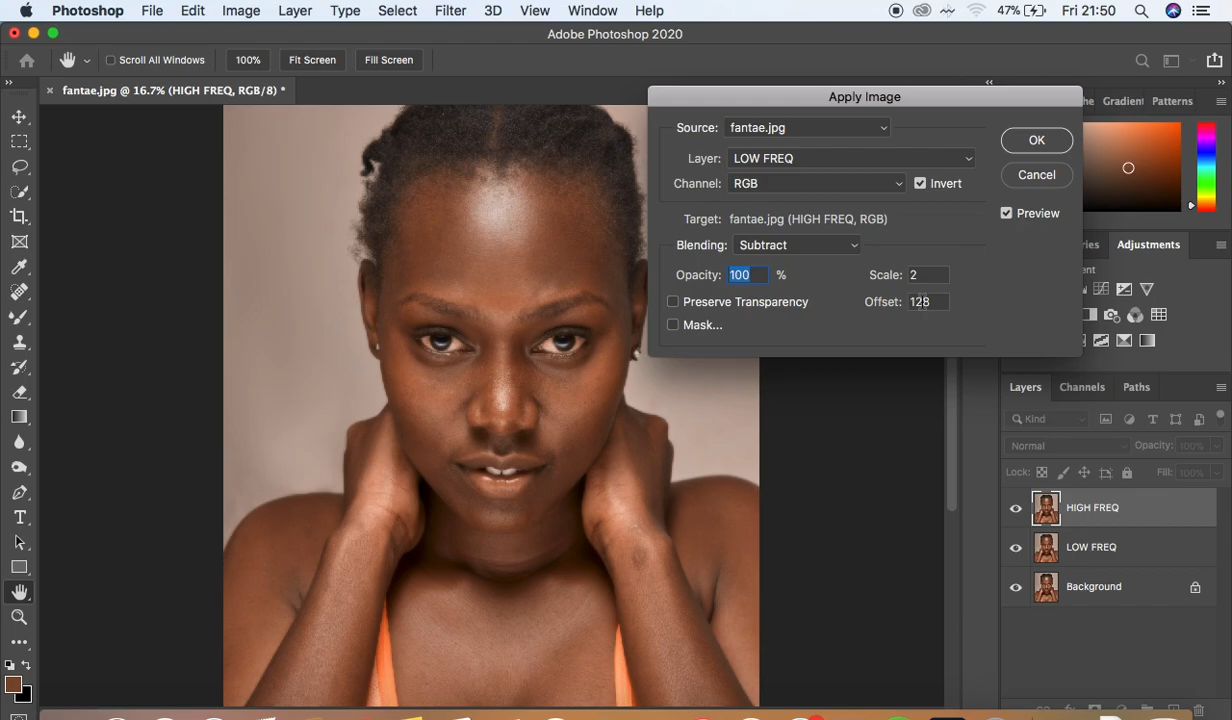 Photoshop File Edit Image Layer Type Select Filter 3D View Window Help 47% Fri 21:50
Adobe Photoshop 2020
Scroll All Windows 100% Fit Screen Fill Screen
× fantae.jpg @ 16.7% (HIGH FREQ, RGB/8) *
Gradient Patterns
Apply Image
Source: fantae.jpg
OK
Layer: LOW FREQ
Cancel
Channel: RGB Invert
Preview
Target: fantae.jpg (HIGH FREQ, RGB)
Blending: Subtract
Adjustments
Opacity: 100 % Scale: 2
Preserve Transparency Offset: 128
Mask...
Layers Channels Paths
Kind
Normal Opacity: 100%
Lock: Fill: 100%
HIGH FREQ
LOW FREQ
Background